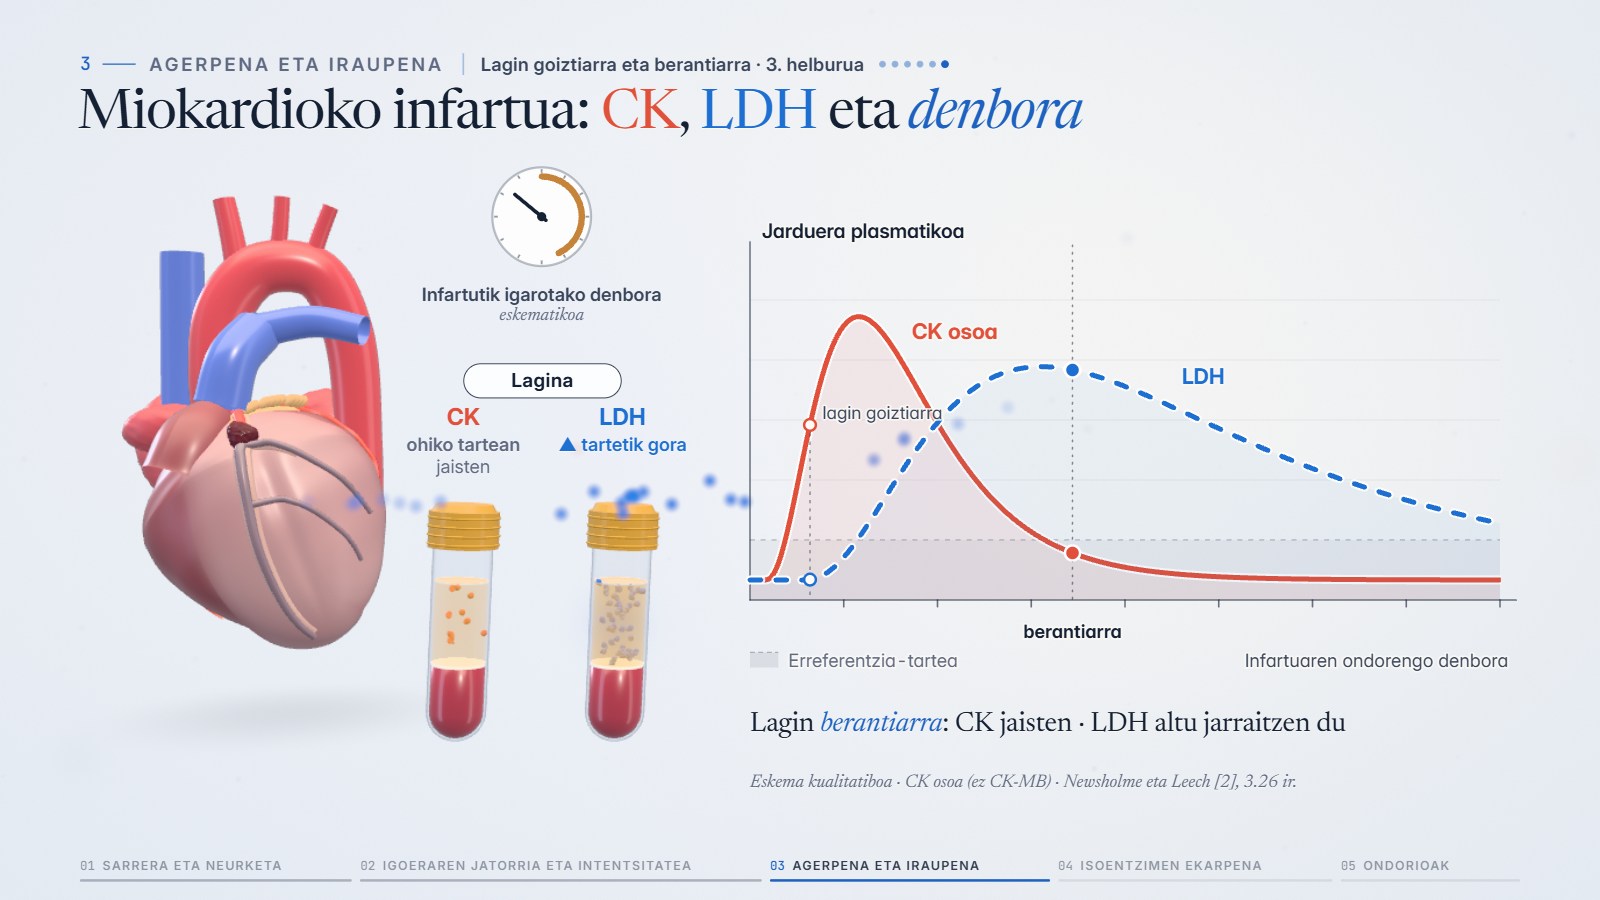 3 AGERPENA ETA IRAUPENA Lagin goiztiarra eta berantiarra · 3. helburua
Miokardioko infartua: CK, LDH eta denbora
Infartutik igarotako denbora
eskematikoa
Lagina
CK
ohiko tartean
jaisten
LDH
▲ tartetik gora
Jarduera plasmatikoa
CK osoa
LDH
lagin goiztiarra
berantiarra
Erreferentzia-tartea
Infartuaren ondorengo denbora
Lagin berantiarra: CK jaisten · LDH altu jarraitzen du
Eskema kualitatiboa · CK osoa (ez CK-MB) · Newsholme eta Leech [2], 3.26 ir.
01 SARRERA ETA NEURKETA
02 IGOERAREN JATORRIA ETA INTENTSITATEA
03 AGERPENA ETA IRAUPENA
04 ISOENTZIMEN EKARPENA
05 ONDORIOAK